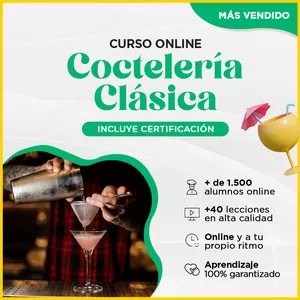 MÁS VENDIDO
CURSO ONLINE
Coctelería
Clásica
INCLUYE CERTIFICACIÓN
+ de 1.500
alumnos online
+40 lecciones
en alta calidad
Online y a tu
propio ritmo
Aprendizaje
100% garantizado